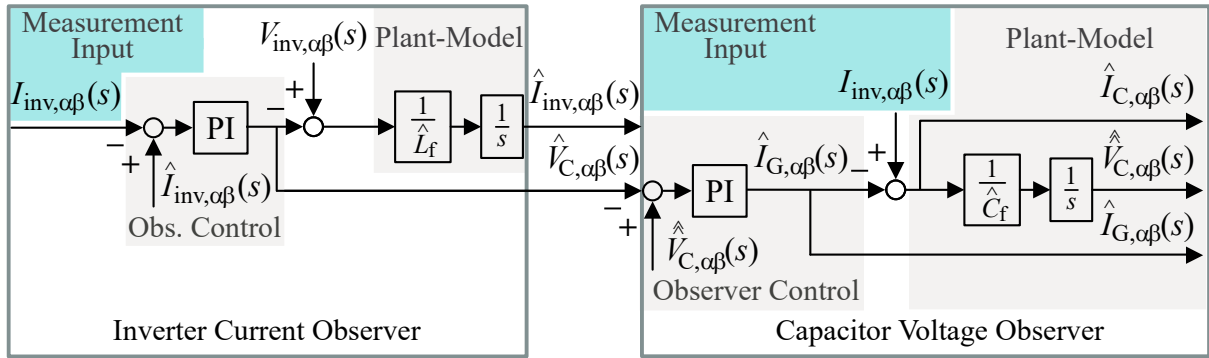 Measurement
Input
I_inv,αβ(s)
−
+
Î_inv,αβ(s)
PI
Obs. Control
−
+
V_inv,αβ(s)
Plant-Model
1/L̂_f
1/s
Î_inv,αβ(s)
V̂_C,αβ(s)
Inverter Current Observer
Measurement
Input
I_inv,αβ(s)
−
+
V̂̂_C,αβ(s)
PI
Î_G,αβ(s)
Observer Control
−
+
Plant-Model
1/Ĉ_f
1/s
Î_C,αβ(s)
V̂̂_C,αβ(s)
Î_G,αβ(s)
Capacitor Voltage Observer